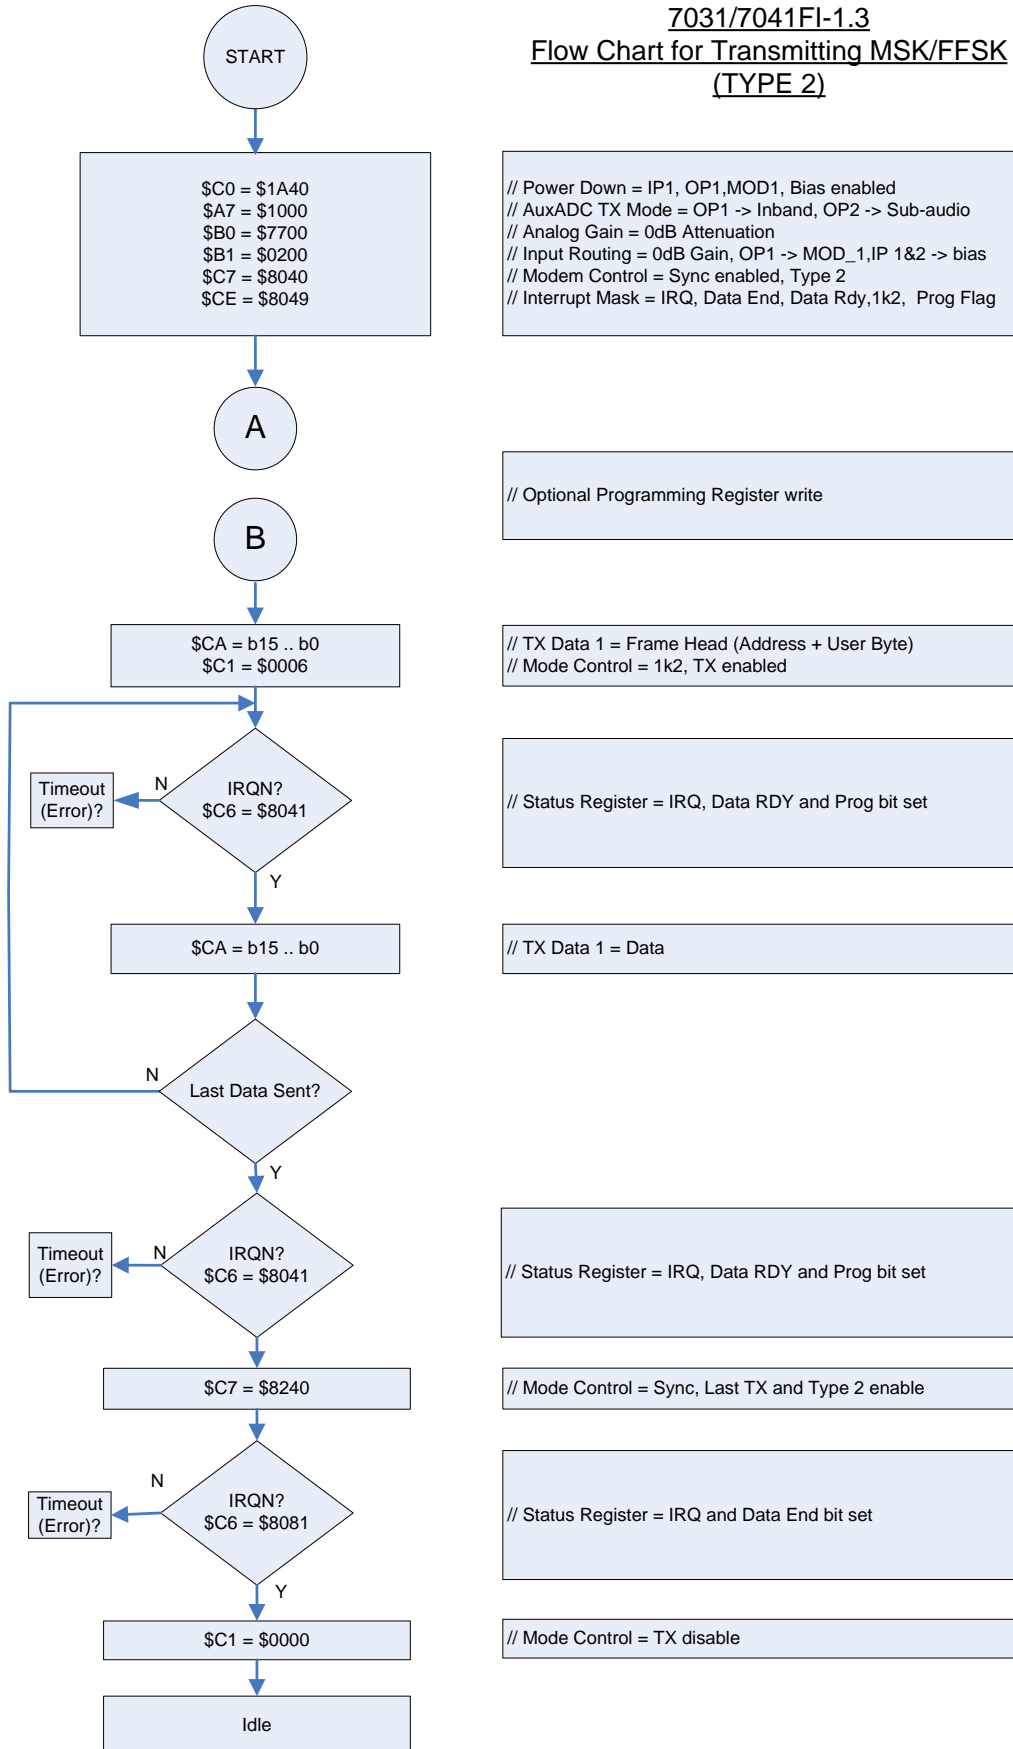 7031/7041FI-1.3
Flow Chart for Transmitting MSK/FFSK
(TYPE 2)
START
$C0 = $1A40
$A7 = $1000
$B0 = $7700
$B1 = $0200
$C7 = $8040
$CE = $8049
// Power Down = IP1, OP1,MOD1, Bias enabled
// AuxADC TX Mode = OP1 -> Inband, OP2 -> Sub-audio
// Analog Gain = 0dB Attenuation
// Input Routing = 0dB Gain, OP1 -> MOD_1,IP 1&2 -> bias
// Modem Control = Sync enabled, Type 2
// Interrupt Mask = IRQ, Data End, Data Rdy,1k2, Prog Flag
A
// Optional Programming Register write
B
$CA = b15 .. b0
$C1 = $0006
// TX Data 1 = Frame Head (Address + User Byte)
// Mode Control = 1k2, TX enabled
Timeout
(Error)?
N
IRQN?
$C6 = $8041
Y
// Status Register = IRQ, Data RDY and Prog bit set
$CA = b15 .. b0
// TX Data 1 = Data
N
Last Data Sent?
Y
Timeout
(Error)?
N
IRQN?
$C6 = $8041
// Status Register = IRQ, Data RDY and Prog bit set
$C7 = $8240
// Mode Control = Sync, Last TX and Type 2 enable
N
Timeout
(Error)?
IRQN?
$C6 = $8081
Y
// Status Register = IRQ and Data End bit set
$C1 = $0000
// Mode Control = TX disable
Idle